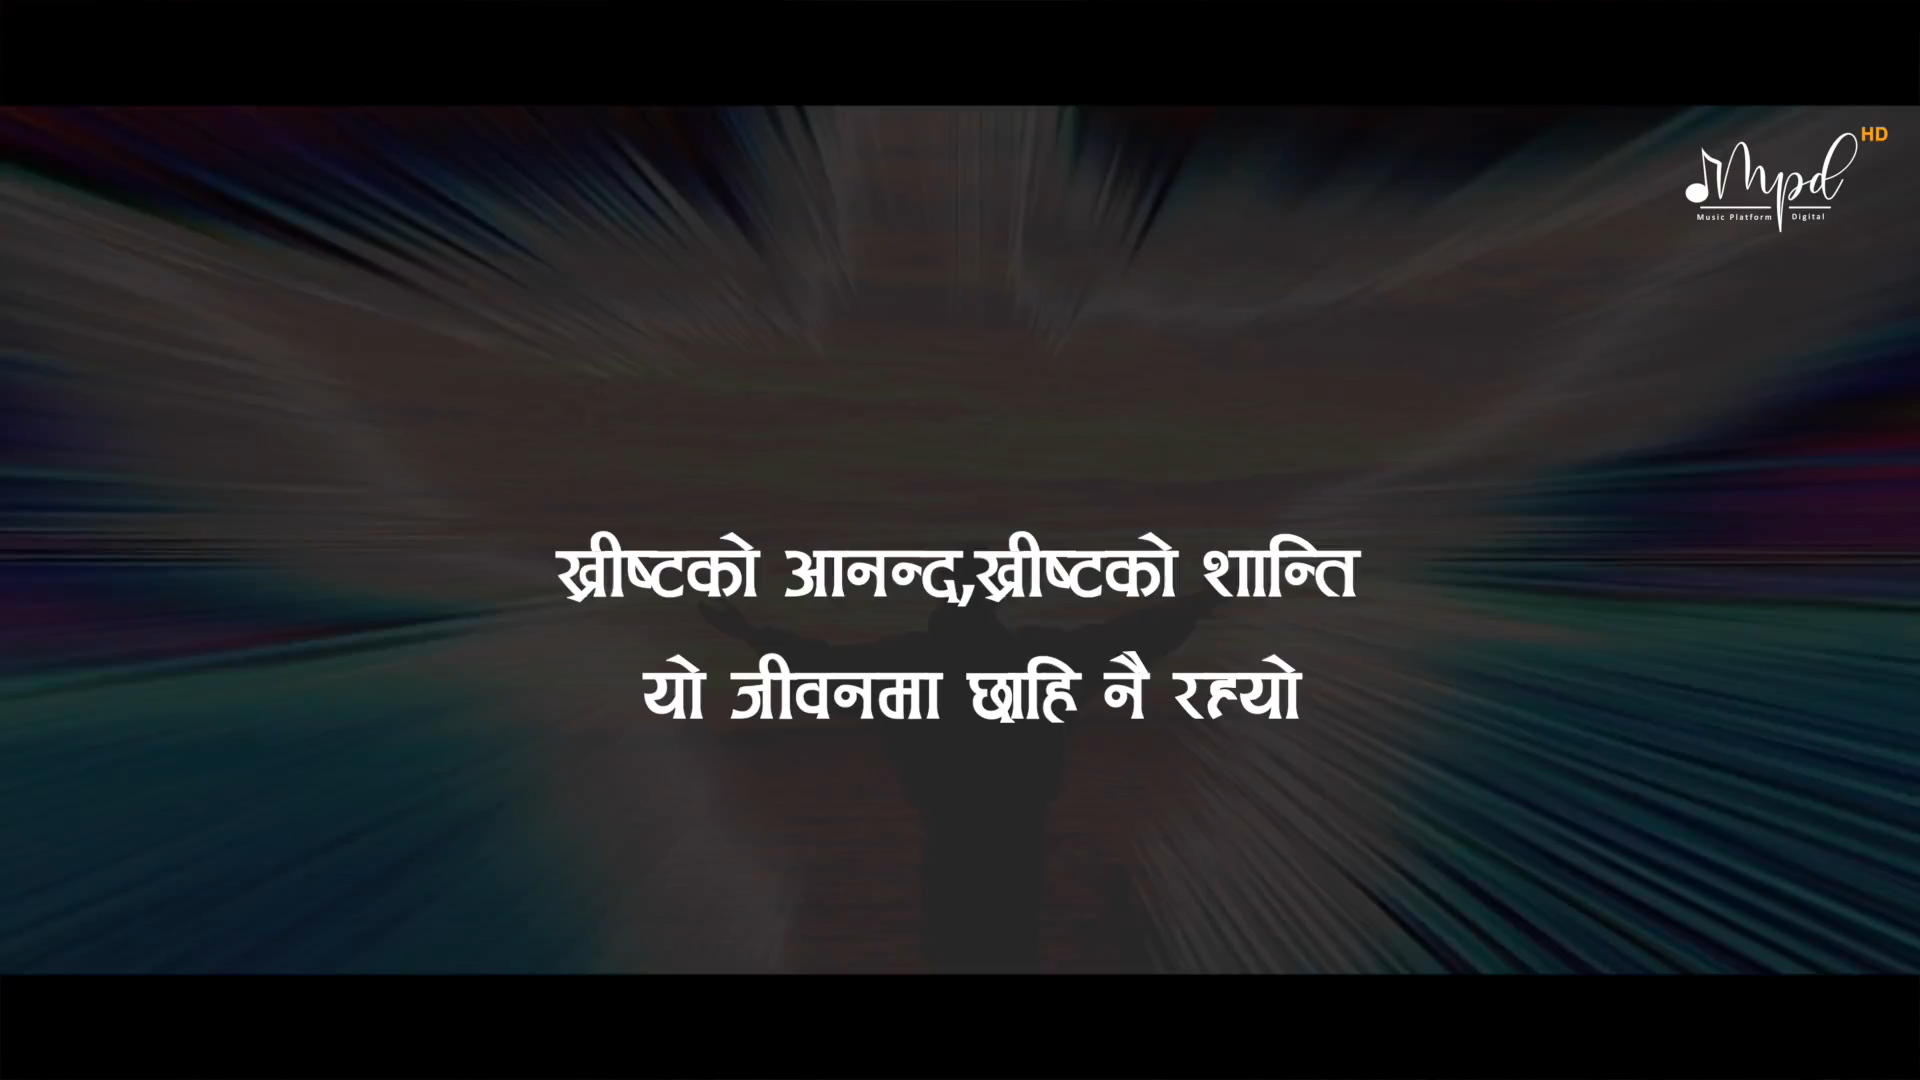 HD
Mpd
Music Platform Digital
ख्रीष्टको आनन्द,ख्रीष्टको शान्ति
यो जीवनमा छाहि नै रह्यो